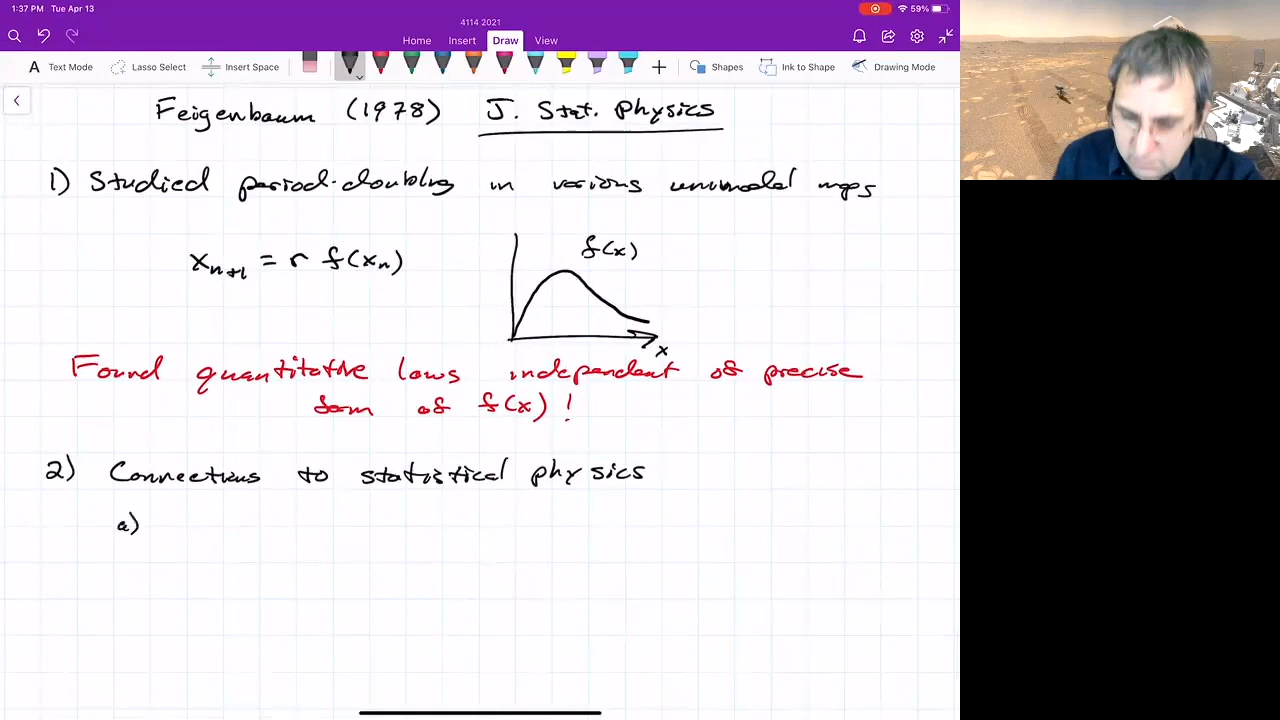 1:37 PM Tue Apr 13
59%
4114 2021
Home Insert Draw View
Text Mode Lasso Select Insert Space Shapes Ink to Shape Drawing Mode
Feigenbaum (1978) J. Stat. Physics
1) Studied period-doubling in various unimodal maps
xₙ₊₁ = r f(xₙ)
f(x)
x
Found quantitative laws independent of precise
form of f(x)!
2) Connections to statistical physics
a)